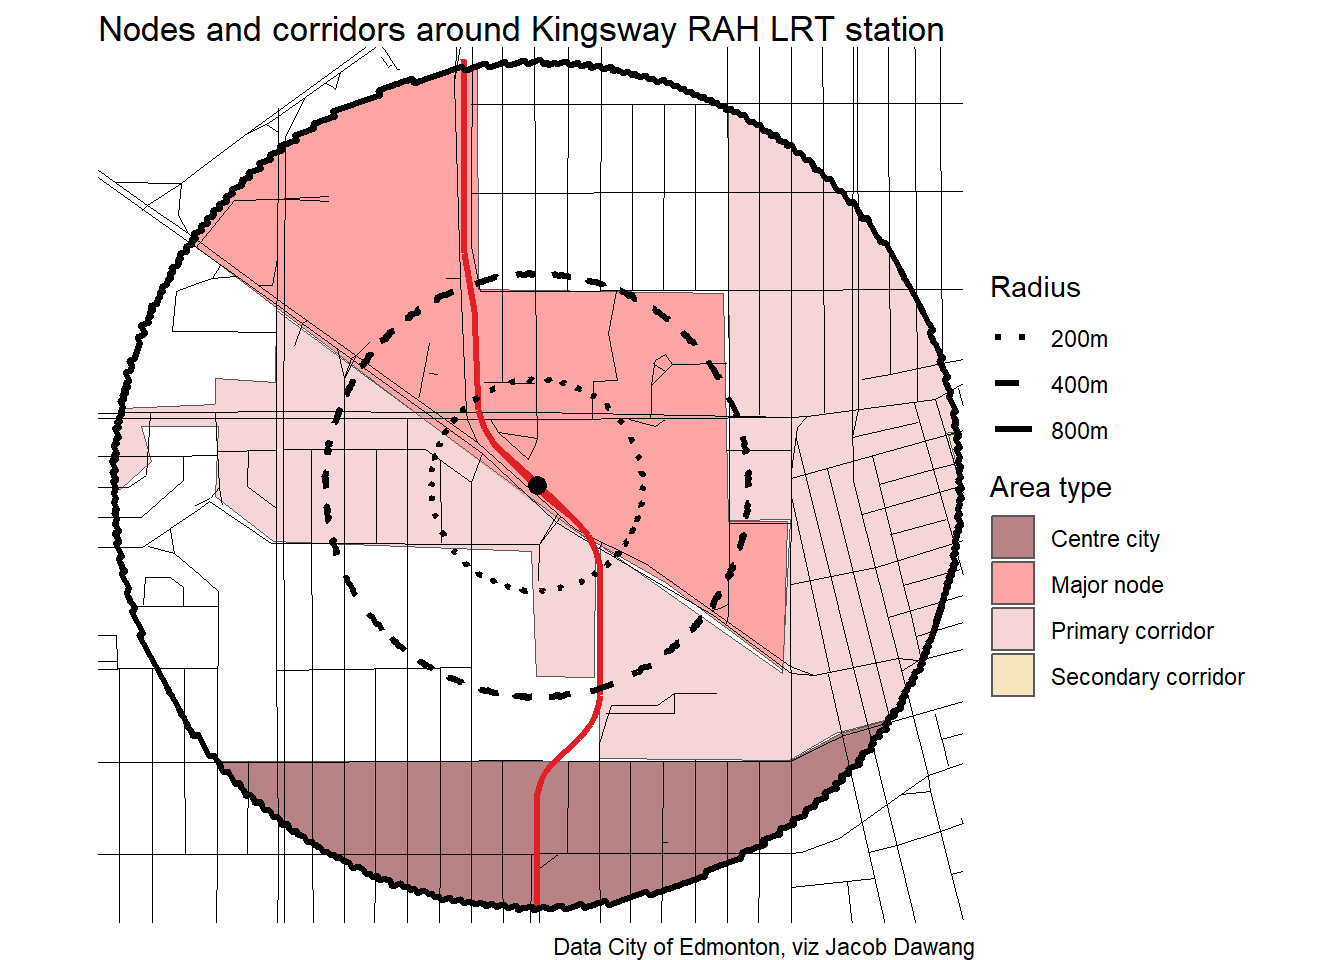 Nodes and corridors around Kingsway RAH LRT station
Radius
200m
400m
800m
Area type
Centre city
Major node
Primary corridor
Secondary corridor
Data City of Edmonton, viz Jacob Dawang